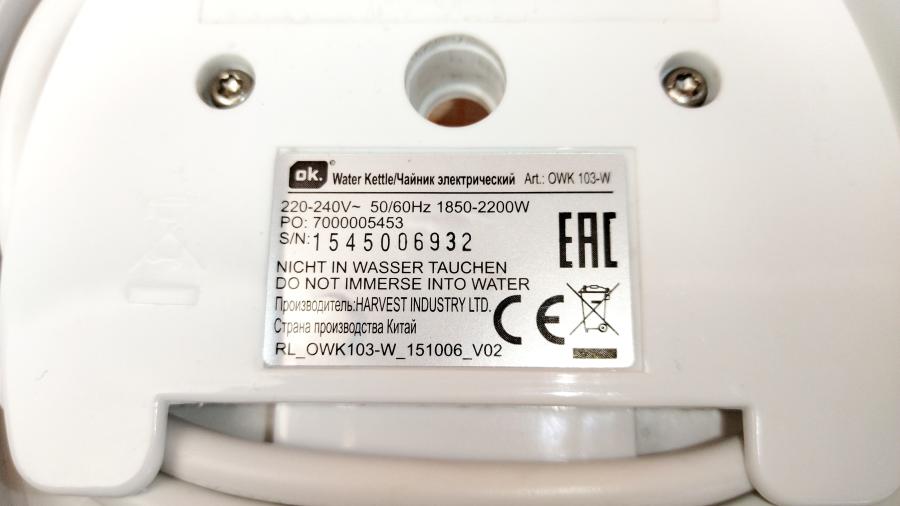 ok.® Water Kettle/Чайник электрический Art.: OWK 103-W
220-240V~ 50/60Hz 1850-2200W
PO: 7000005453
S/N: 1545006932
EAC
NICHT IN WASSER TAUCHEN
DO NOT IMMERSE INTO WATER
Производитель:HARVEST INDUSTRY LTD.
CE
Страна производства Китай
RL_OWK103-W_151006_V02